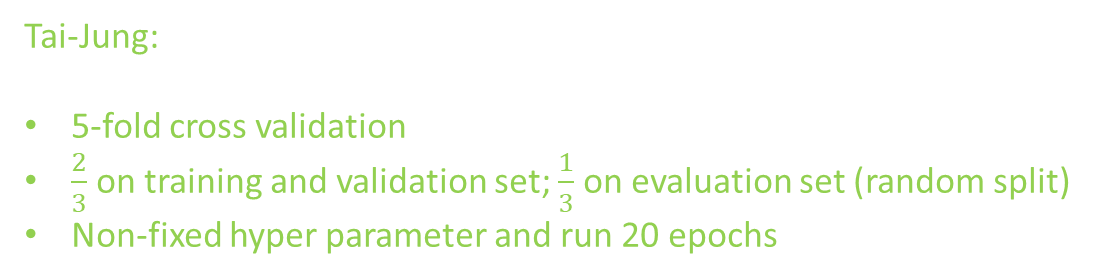 Tai-Jung:
• 5-fold cross validation
• 2/3 on training and validation set; 1/3 on evaluation set (random split)
• Non-fixed hyper parameter and run 20 epochs